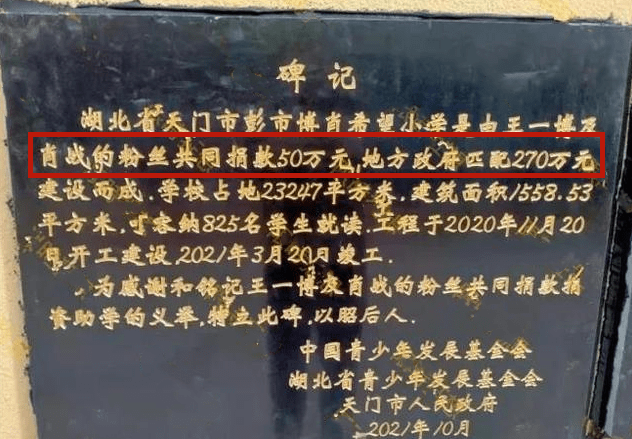 碑记
湖北省天门市彭市博肖希望小学是由王一博及
肖战的粉丝共同捐款50万元,地方政府匹配270万元
建设而成.学校占地23247平方米,建筑面积1558.53
平方米,可容纳825名学生就读.工程于2020年11月20
日开工建设 2021年3月20日竣工.
为感谢和铭记王一博及肖战的粉丝共同捐款捐
资助学的义举,特立此碑,以昭后人.
中国青少年发展基金会
湖北省青少年发展基金会
天门市人民政府
2021年10月